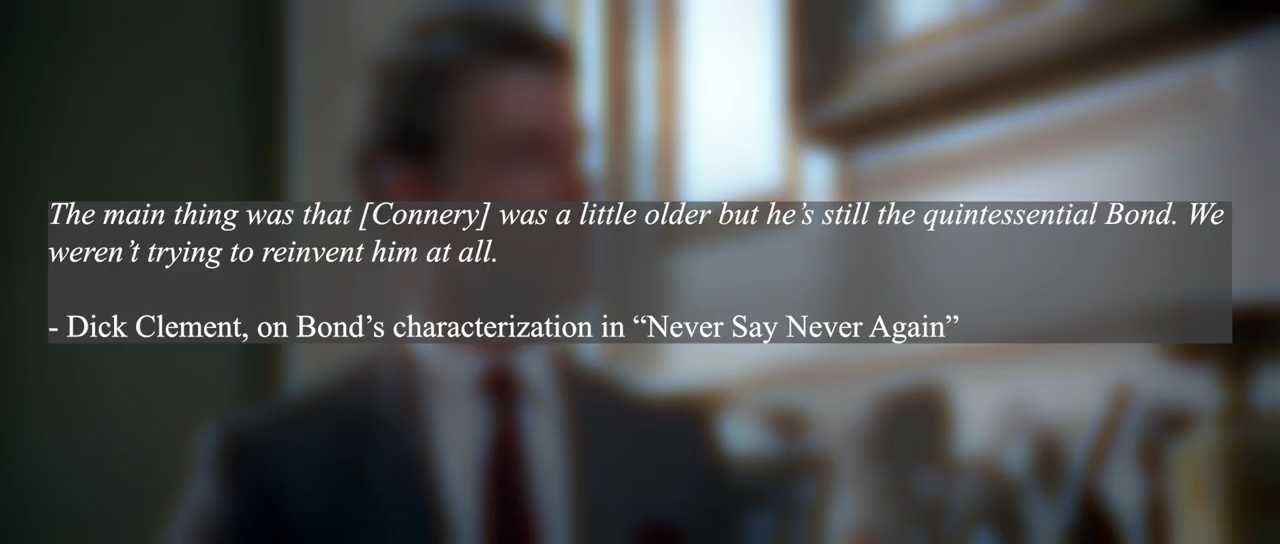 The main thing was that [Connery] was a little older but he’s still the quintessential Bond. We
weren’t trying to reinvent him at all.
- Dick Clement, on Bond’s characterization in “Never Say Never Again”